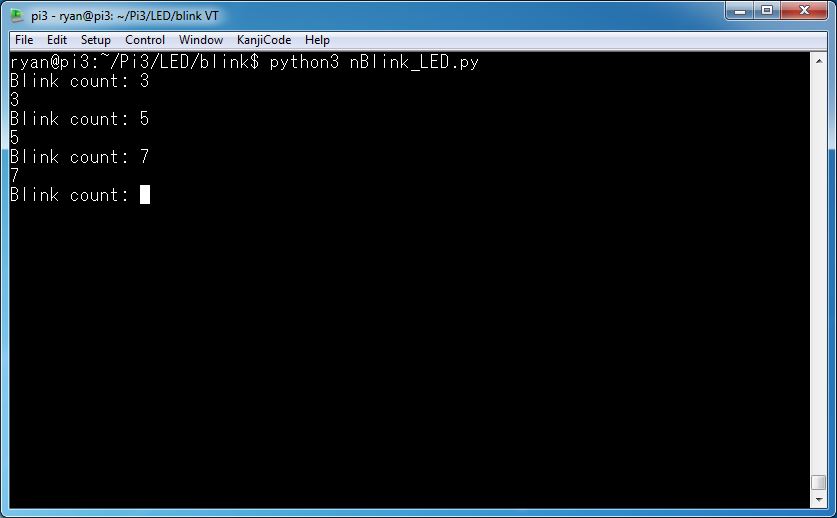 pi3 - ryan@pi3: ~/Pi3/LED/blink VT
File Edit Setup Control Window KanjiCode Help
ryan@pi3:~/Pi3/LED/blink$ python3 nBlink_LED.py
Blink count: 3
3
Blink count: 5
5
Blink count: 7
7
Blink count: